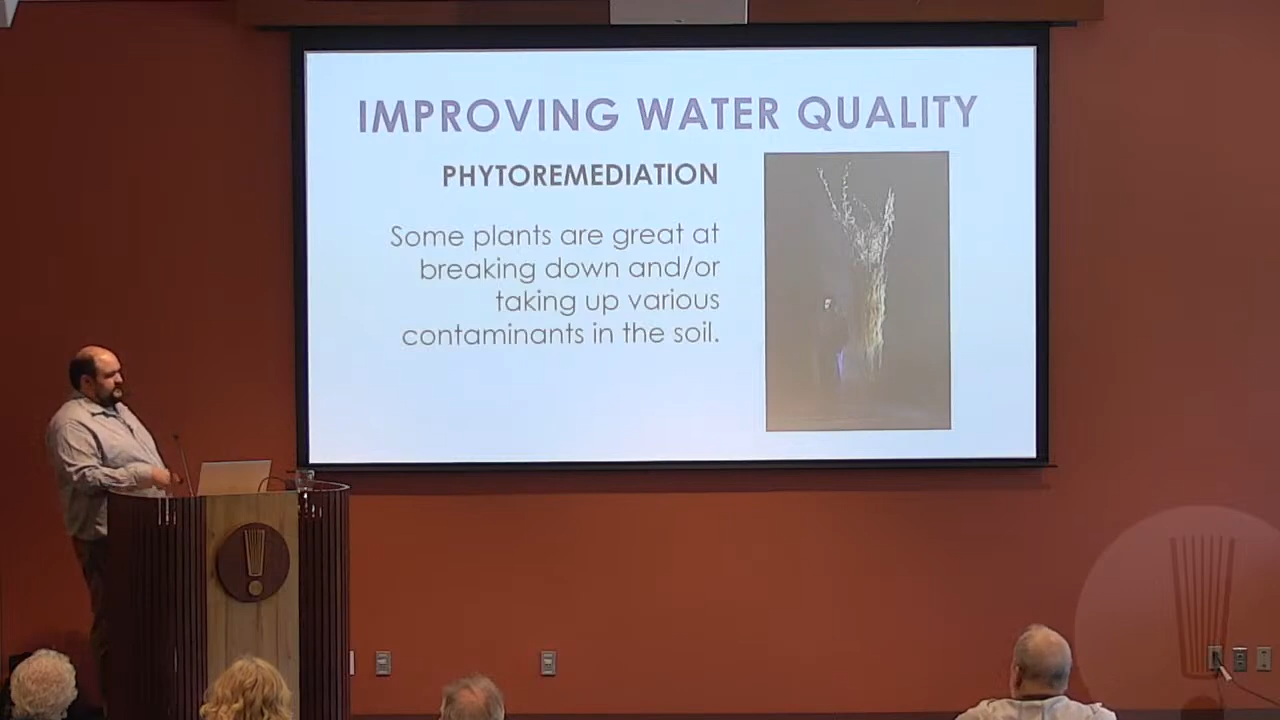 IMPROVING WATER QUALITY
PHYTOREMEDIATION
Some plants are great at
breaking down and/or
taking up various
contaminants in the soil.